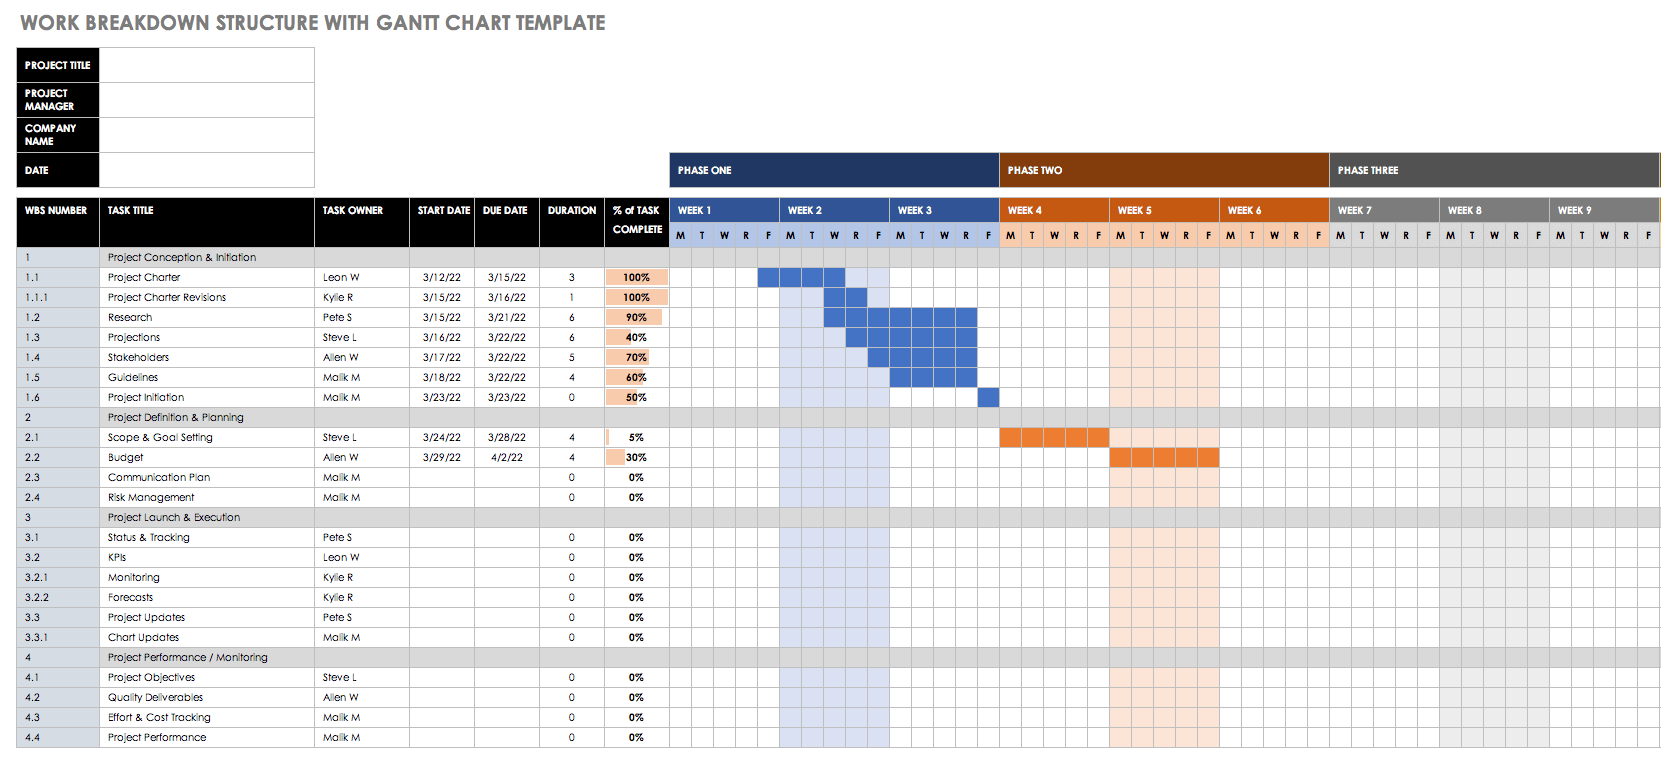 WORK BREAKDOWN STRUCTURE WITH GANTT CHART TEMPLATE
PROJECT TITLE
PROJECT
MANAGER
COMPANY
NAME
DATE
PHASE ONE PHASE TWO PHASE THREE
WBS NUMBER TASK TITLE TASK OWNER START DATE DUE DATE DURATION % of TASK COMPLETE WEEK 1 WEEK 2 WEEK 3 WEEK 4 WEEK 5 WEEK 6 WEEK 7 WEEK 8 WEEK 9
M T W R F M T W R F M T W R F M T W R F M T W R F M T W R F M T W R F M T W R F M T W R F
1 Project Conception & Initiation
1.1 Project Charter Leon W 3/12/22 3/15/22 3 100%
1.1.1 Project Charter Revisions Kylie R 3/15/22 3/16/22 1 100%
1.2 Research Pete S 3/15/22 3/21/22 6 90%
1.3 Projections Steve L 3/16/22 3/22/22 6 40%
1.4 Stakeholders Allen W 3/17/22 3/22/22 5 70%
1.5 Guidelines Malik M 3/18/22 3/22/22 4 60%
1.6 Project Initiation Malik M 3/23/22 3/23/22 0 50%
2 Project Definition & Planning
2.1 Scope & Goal Setting Steve L 3/24/22 3/28/22 4 5%
2.2 Budget Allen W 3/29/22 4/2/22 4 30%
2.3 Communication Plan Malik M 0 0%
2.4 Risk Management Malik M 0 0%
3 Project Launch & Execution
3.1 Status & Tracking Pete S 0 0%
3.2 KPIs Leon W 0 0%
3.2.1 Monitoring Kylie R 0 0%
3.2.2 Forecasts Kylie R 0 0%
3.3 Project Updates Pete S 0 0%
3.3.1 Chart Updates Malik M 0 0%
4 Project Performance / Monitoring
4.1 Project Objectives Steve L 0 0%
4.2 Quality Deliverables Allen W 0 0%
4.3 Effort & Cost Tracking Malik M 0 0%
4.4 Project Performance Malik M 0 0%